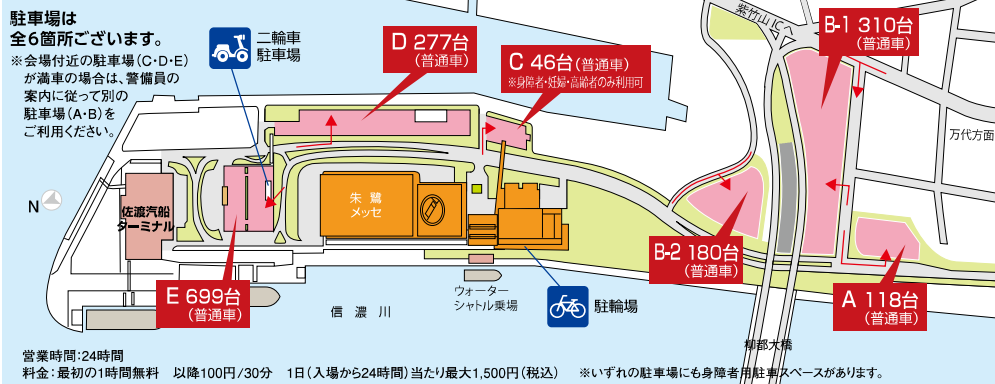 駐車場は
全6箇所ございます。
※会場付近の駐車場(C・D・E)
が満車の場合は、警備員の
案内に従って別の
駐車場(A・B)を
ご利用ください。
二輪車
駐車場
D 277台
(普通車)
C 46台(普通車)
※身障者・妊婦・高齢者のみ利用可
紫竹山I.C
B-1 310台
(普通車)
万代方面
N
佐渡汽船
ターミナル
朱鷺
メッセ
B-2 180台
(普通車)
A 118台
(普通車)
E 699台
(普通車)
ウォーター
シャトル乗場
駐輪場
信濃川
柳都大橋
営業時間:24時間
料金:最初の1時間無料 以降100円/30分 1日(入場から24時間)当たり最大1,500円(税込) ※いずれの駐車場にも身障者用駐車スペースがあります。